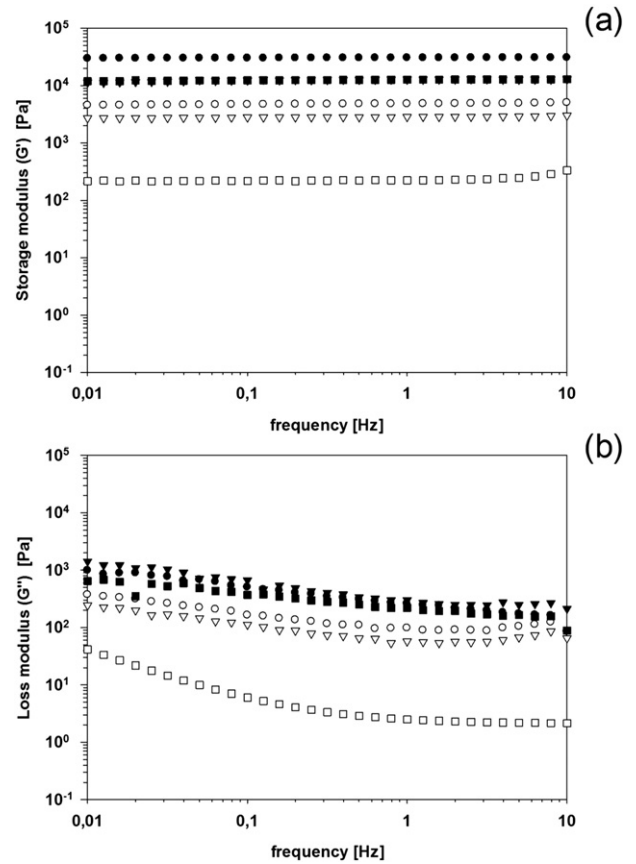 (a)
10⁵
10⁴
10³
10²
10¹
10⁰
10⁻¹
Storage modulus (G') [Pa]
0,01 0,1 1 10
frequency [Hz]
(b)
10⁵
10⁴
10³
10²
10¹
10⁰
10⁻¹
Loss modulus (G'') [Pa]
0,01 0,1 1 10
frequency [Hz]